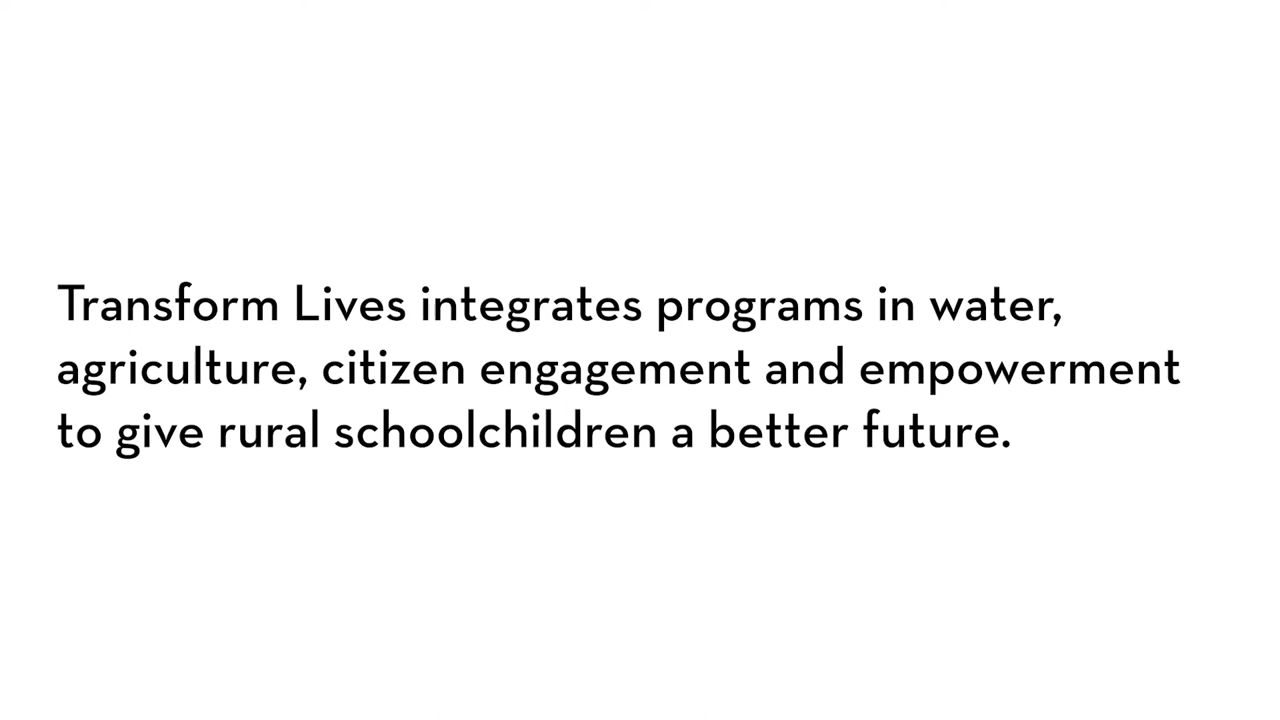 Transform Lives integrates programs in water,
agriculture, citizen engagement and empowerment
to give rural schoolchildren a better future.